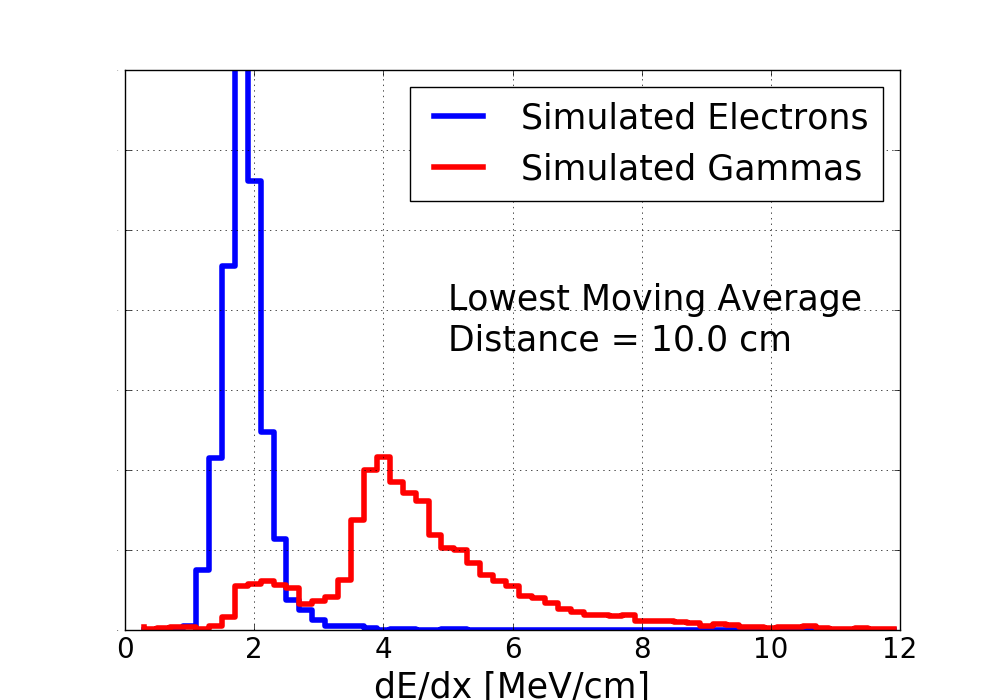 Simulated Electrons
Simulated Gammas
Lowest Moving Average
Distance = 10.0 cm
0 2 4 6 8 10 12
dE/dx [MeV/cm]